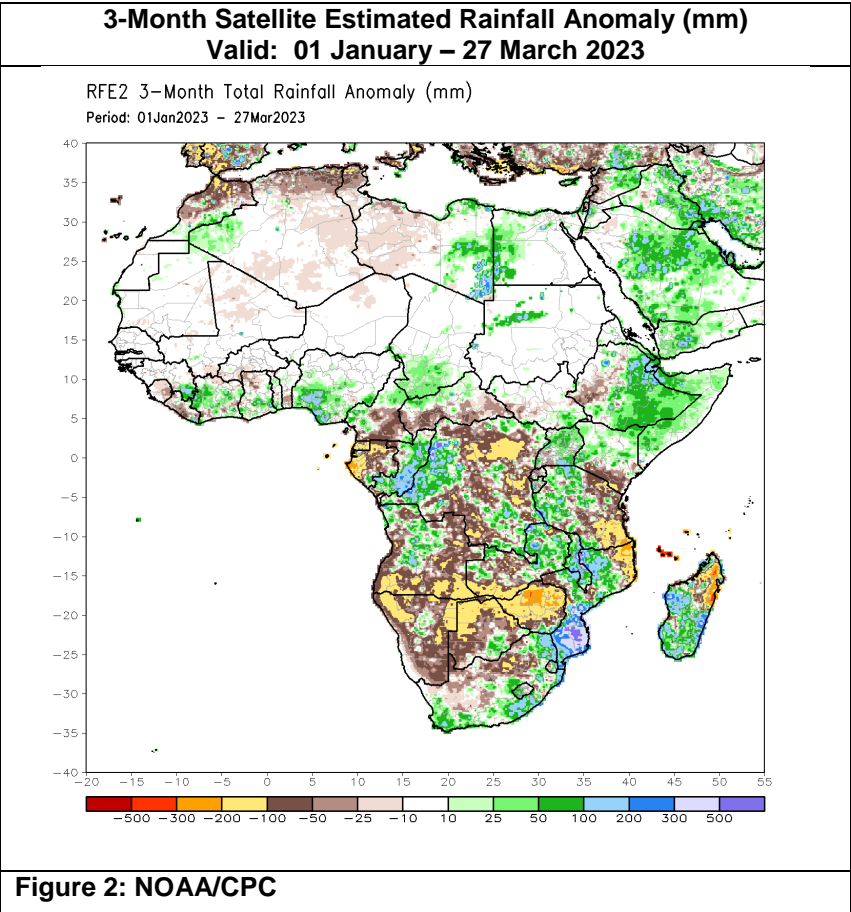 3-Month Satellite Estimated Rainfall Anomaly (mm)
Valid: 01 January – 27 March 2023
RFE2 3-Month Total Rainfall Anomaly (mm)
Period: 01Jan2023 - 27Mar2023
40
35
30
25
20
15
10
5
0
-5
-10
-15
-20
-25
-30
-35
-40
-20 -15 -10 -5 0 5 10 15 20 25 30 35 40 45 50 55
-500 -300 -200 -100 -50 -25 -10 10 25 50 100 200 300 500
Figure 2: NOAA/CPC